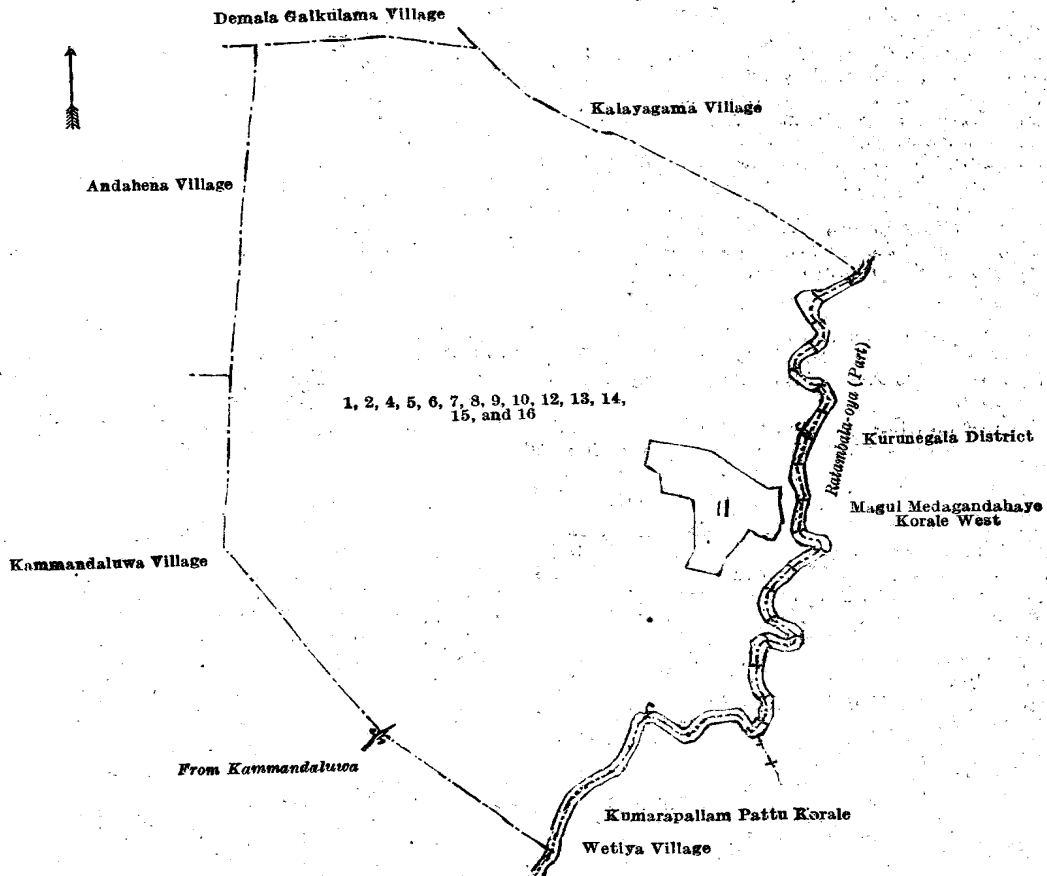 Demala Galkulama Village
Kalayagama Village
Andahena Village
1, 2, 4, 5, 6, 7, 8, 9, 10, 12, 13, 14,
15, and 16
Ratambala-oya (Part)
Kurunegala District
11
Magul Medagandahaye
Korale West
Kammandaluwa Village
From Kammandaluwa
Kumarapallam Pattu Korale
Wetiya Village